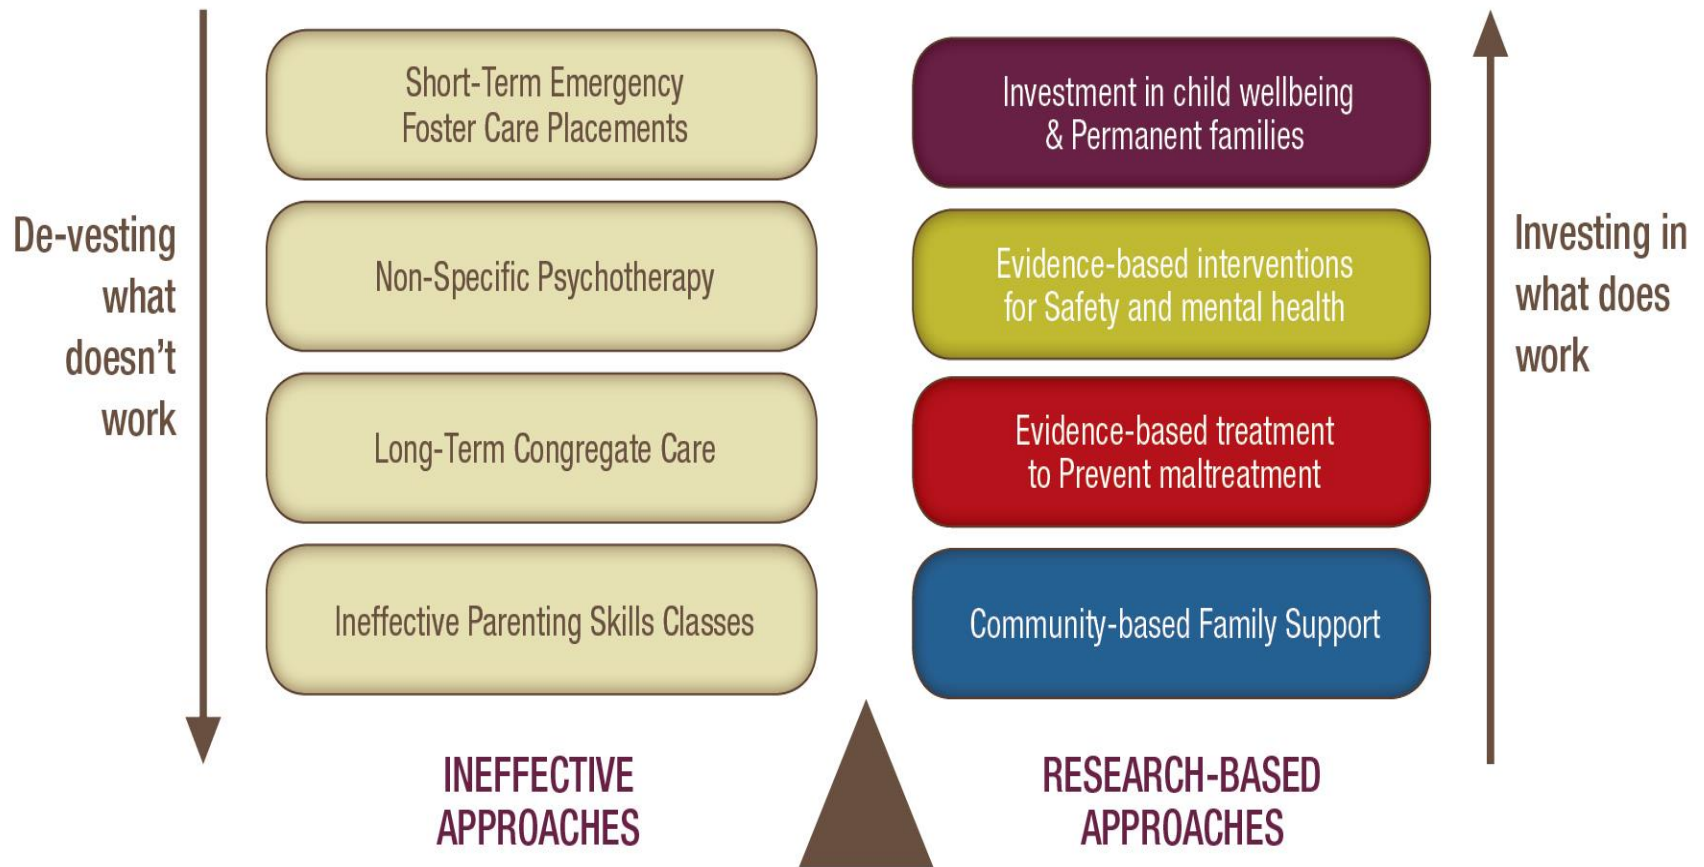 De-vesting
what
doesn't
work
Short-Term Emergency
Foster Care Placements
Non-Specific Psychotherapy
Long-Term Congregate Care
Ineffective Parenting Skills Classes
INEFFECTIVE
APPROACHES
Investment in child wellbeing
& Permanent families
Evidence-based interventions
for Safety and mental health
Evidence-based treatment
to Prevent maltreatment
Community-based Family Support
RESEARCH-BASED
APPROACHES
Investing in
what does
work